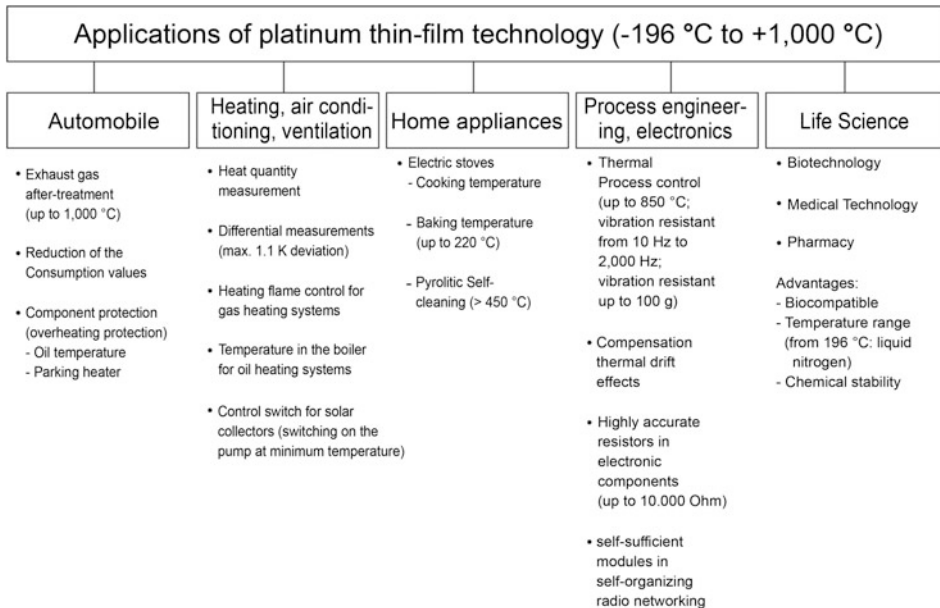 Applications of platinum thin-film technology (-196 °C to +1,000 °C)
Automobile
• Exhaust gas
after-treatment
(up to 1,000 °C)
• Reduction of the
Consumption values
• Component protection
(overheating protection)
- Oil temperature
- Parking heater
Heating, air condi-
tioning, ventilation
• Heat quantity
measurement
• Differential measurements
(max. 1.1 K deviation)
• Heating flame control for
gas heating systems
• Temperature in the boiler
for oil heating systems
• Control switch for solar
collectors (switching on the
pump at minimum temperature)
Home appliances
• Electric stoves
- Cooking temperature
- Baking temperature
(up to 220 °C)
- Pyrolitic Self-
cleaning (> 450 °C)
Process engineer-
ing, electronics
• Thermal
Process control
(up to 850 °C;
vibration resistant
from 10 Hz to
2,000 Hz;
vibration resistant
up to 100 g)
• Compensation
thermal drift
effects
• Highly accurate
resistors in
electronic
components
(up to 10.000 Ohm)
• self-sufficient
modules in
self-organizing
radio networking
Life Science
• Biotechnology
• Medical Technology
• Pharmacy
Advantages:
- Biocompatible
- Temperature range
(from 196 °C: liquid
nitrogen)
- Chemical stability